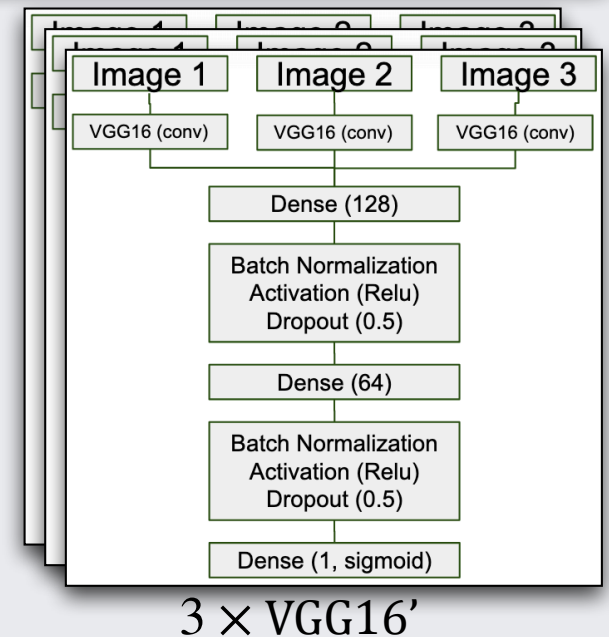 Image 1 Image 2 Image 3
VGG16 (conv) VGG16 (conv) VGG16 (conv)
Dense (128)
Batch Normalization
Activation (Relu)
Dropout (0.5)
Dense (64)
Batch Normalization
Activation (Relu)
Dropout (0.5)
Dense (1, sigmoid)
3 × VGG16’